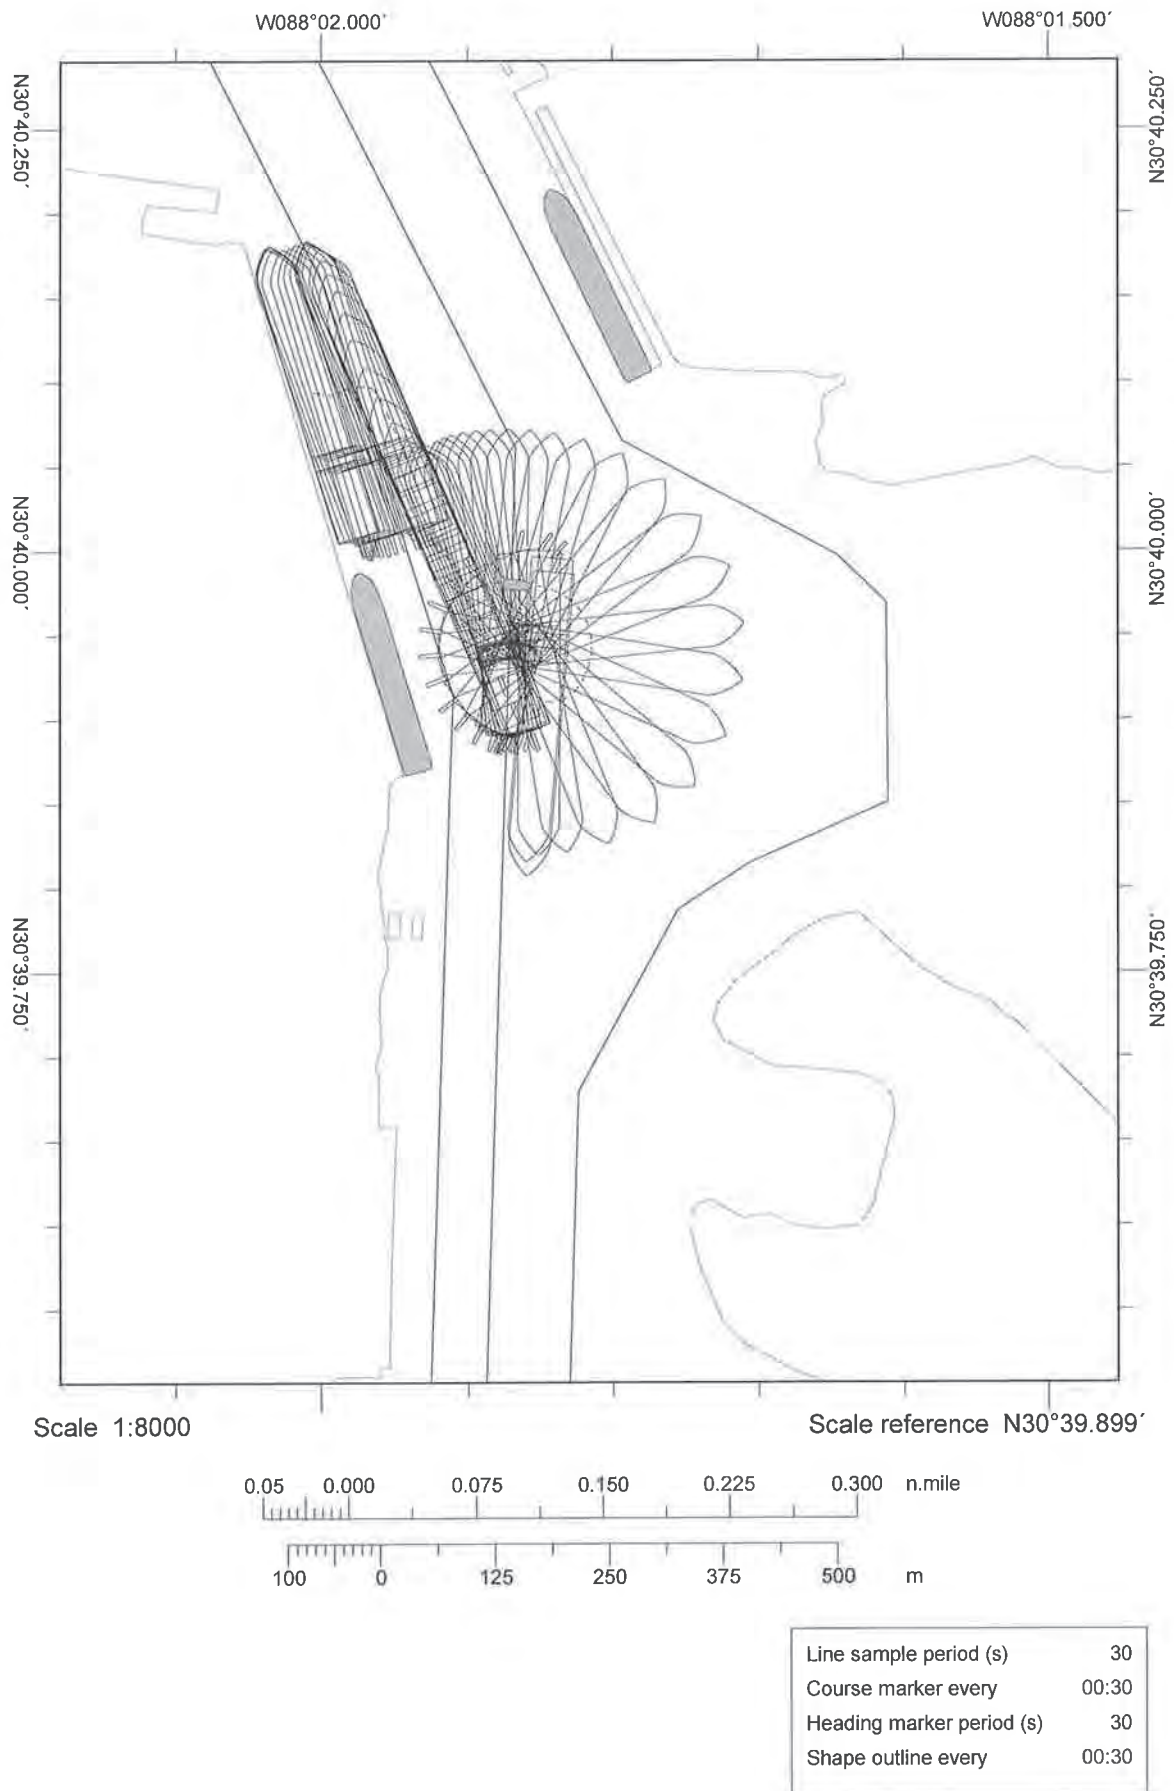 W088°02.000´ W088°01.500´
N30°40.250´ N30°40.250´
N30°40.000´ N30°40.000´
N30°39.750´ N30°39.750´
Scale 1:8000 Scale reference N30°39.899´
0.05 0.000 0.075 0.150 0.225 0.300 n.mile
100 0 125 250 375 500 m
Line sample period (s) 30
Course marker every 00:30
Heading marker period (s) 30
Shape outline every 00:30